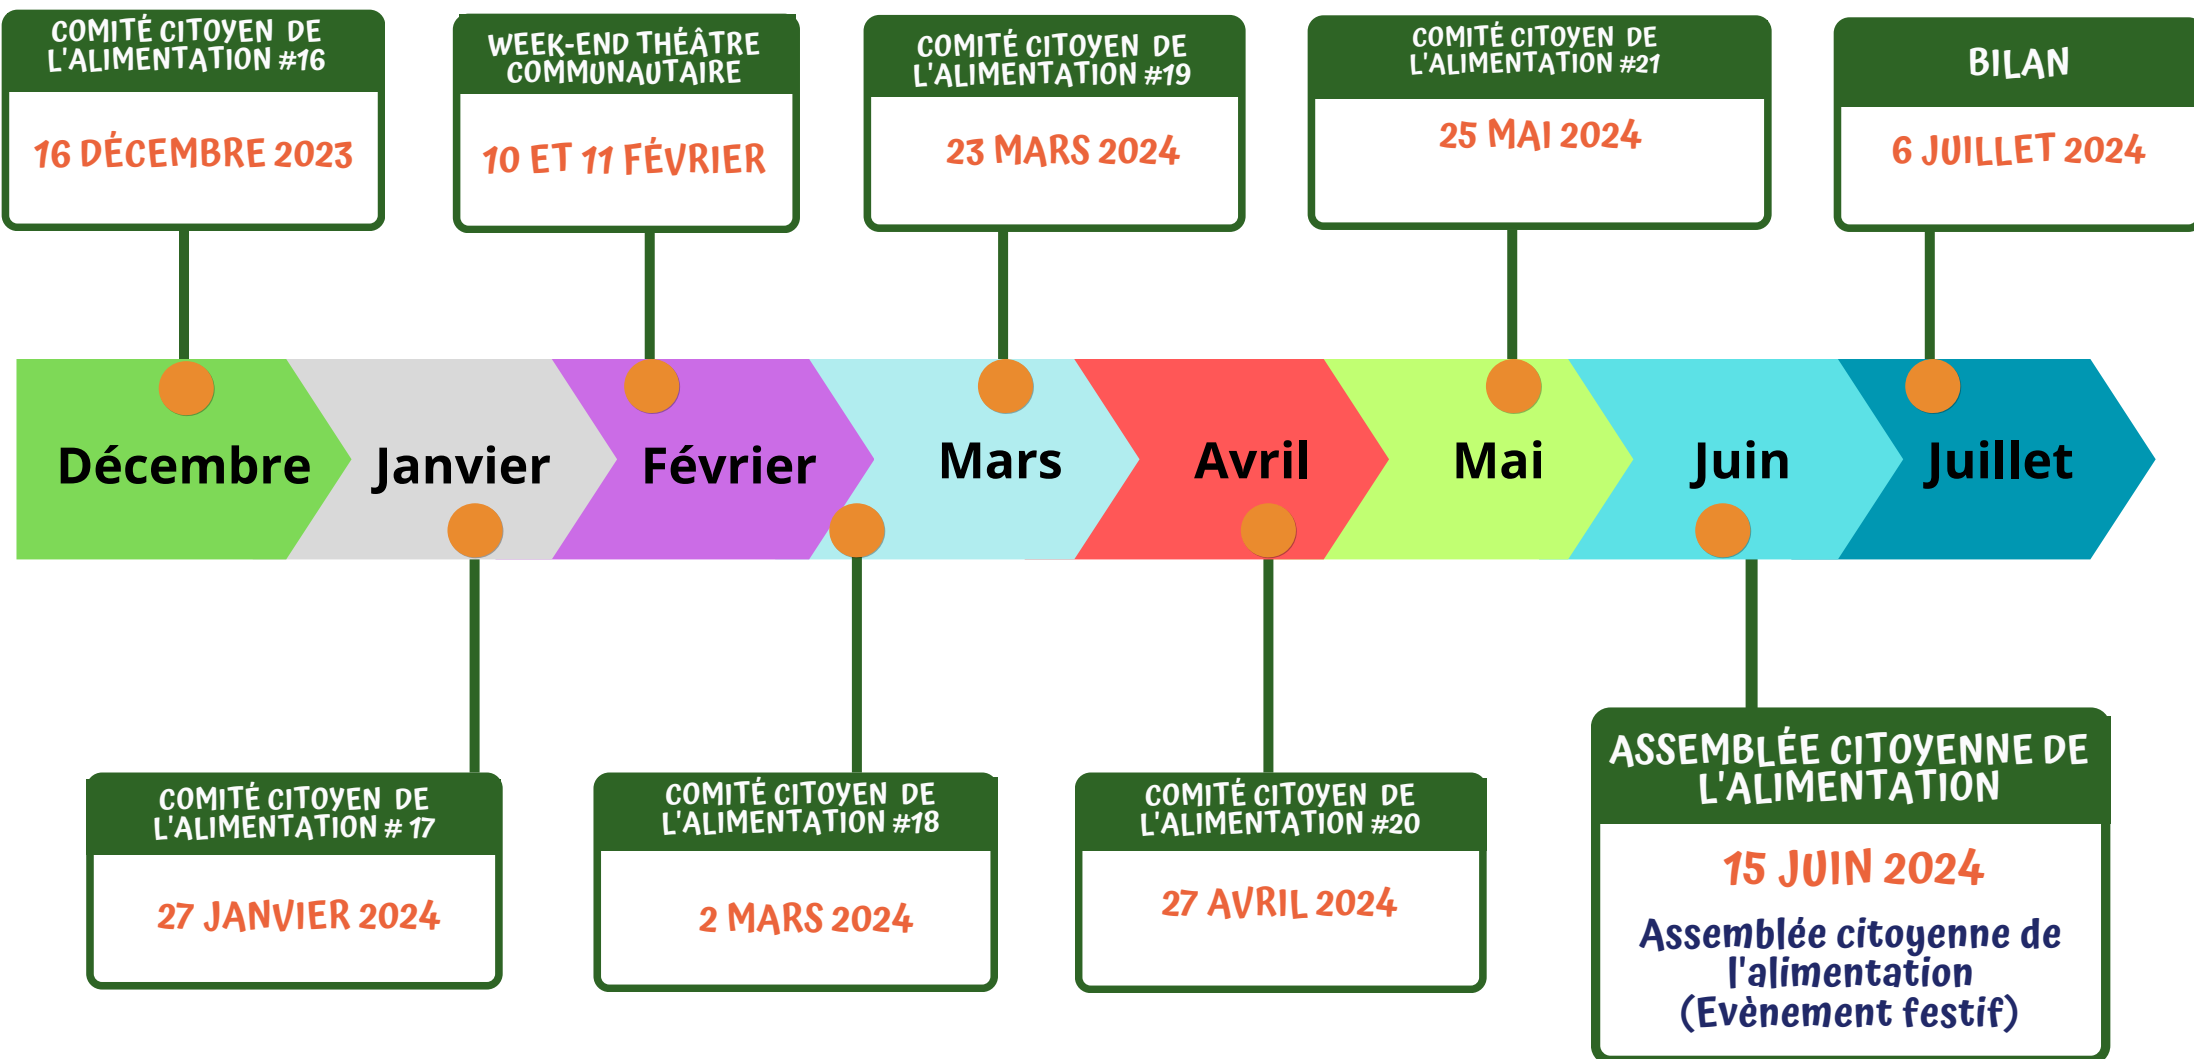 COMITÉ CITOYEN DE
L'ALIMENTATION #16
16 DÉCEMBRE 2023
WEEK-END THÉÂTRE
COMMUNAUTAIRE
10 ET 11 FÉVRIER
COMITÉ CITOYEN DE
L'ALIMENTATION #19
23 MARS 2024
COMITÉ CITOYEN DE
L'ALIMENTATION #21
25 MAI 2024
BILAN
6 JUILLET 2024
Décembre
Janvier
Février
Mars
Avril
Mai
Juin
Juillet
COMITÉ CITOYEN DE
L'ALIMENTATION # 17
27 JANVIER 2024
COMITÉ CITOYEN DE
L'ALIMENTATION #18
2 MARS 2024
COMITÉ CITOYEN DE
L'ALIMENTATION #20
27 AVRIL 2024
ASSEMBLÉE CITOYENNE DE
L'ALIMENTATION
15 JUIN 2024
Assemblée citoyenne de
l'alimentation
(Evènement festif)